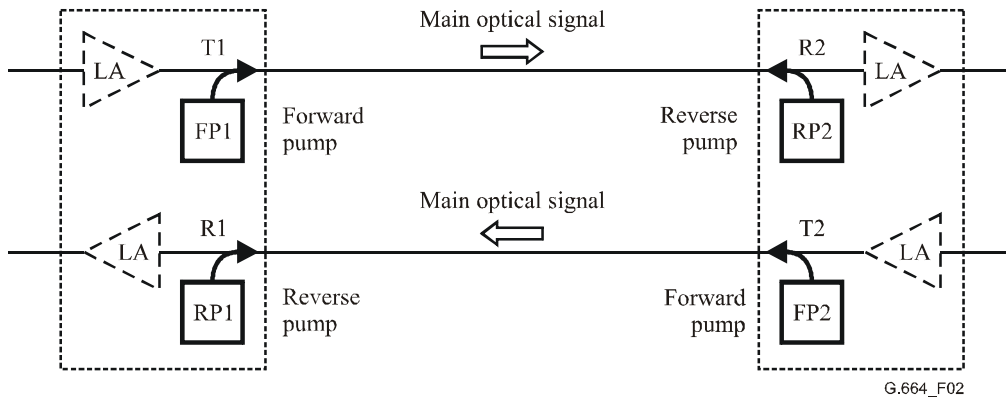 Main optical signal
LA
T1
R2
LA
FP1
Forward
pump
Reverse
pump
RP2
Main optical signal
LA
R1
T2
LA
RP1
Reverse
pump
Forward
pump
FP2
G.664_F02